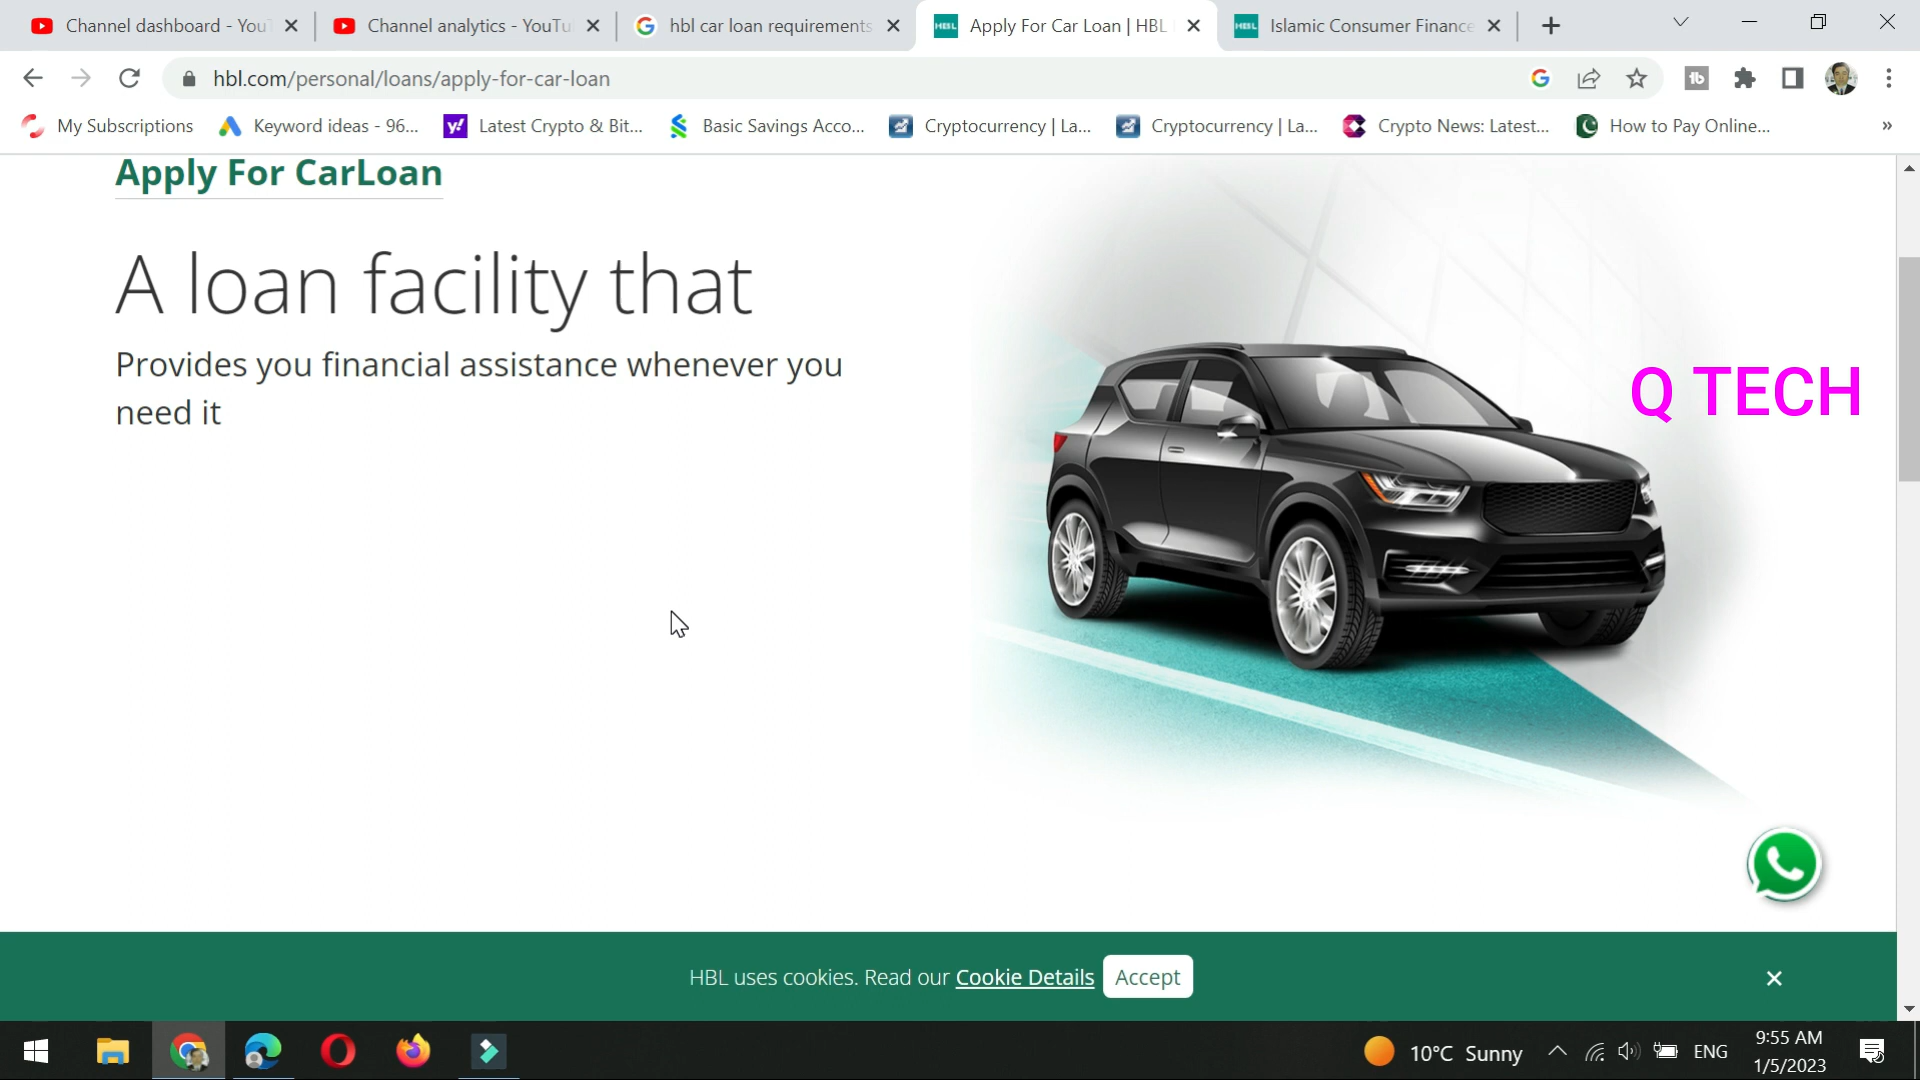 Channel dashboard - You
Channel analytics - YouTu
hbl car loan requirements
HBL
Apply For Car Loan | HBL
HBL
Islamic Consumer Finance
hbl.com/personal/loans/apply-for-car-loan
My Subscriptions
Keyword ideas - 96...
Latest Crypto & Bit...
Basic Savings Acco...
Cryptocurrency | La...
Cryptocurrency | La...
Crypto News: Latest...
How to Pay Online...
Apply For CarLoan
A loan facility that
Provides you financial assistance whenever you
need it
Q TECH
HBL uses cookies. Read our Cookie Details
Accept
10°C Sunny
ENG
9:55 AM
1/5/2023